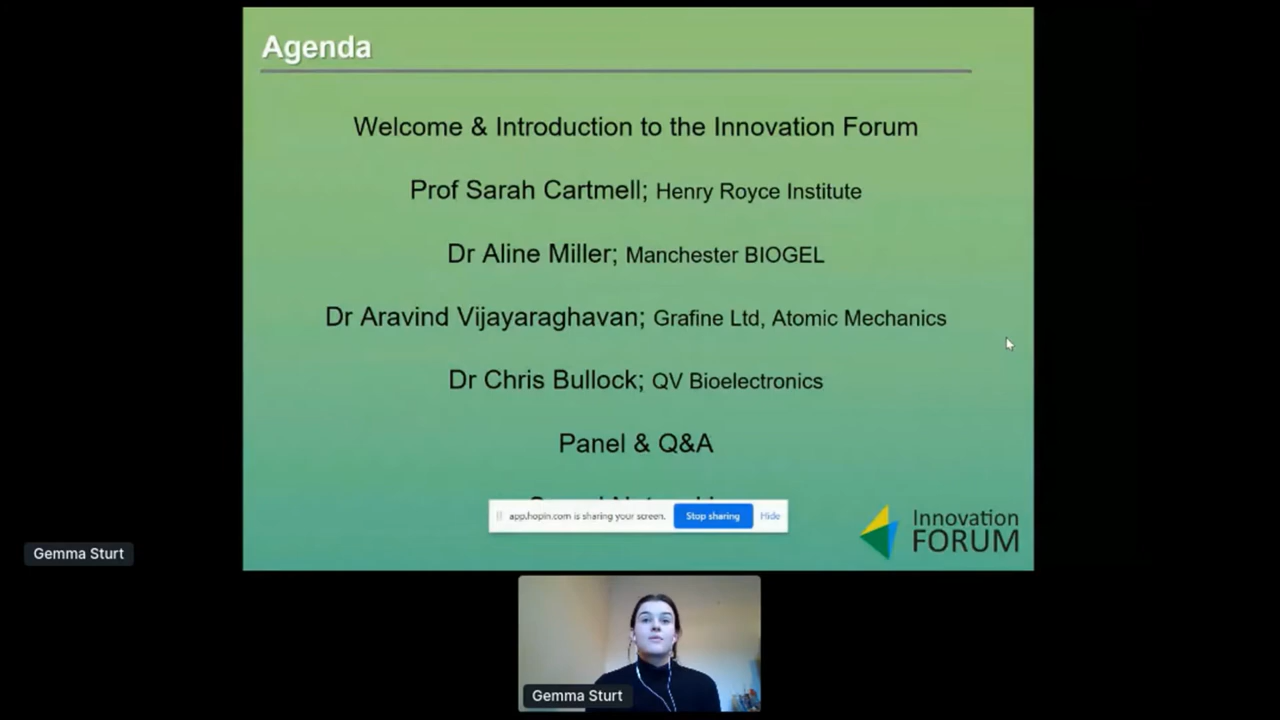 Agenda
Welcome & Introduction to the Innovation Forum
Prof Sarah Cartmell; Henry Royce Institute
Dr Aline Miller; Manchester BIOGEL
Dr Aravind Vijayaraghavan; Grafine Ltd, Atomic Mechanics
Dr Chris Bullock; QV Bioelectronics
Panel & Q&A
app.hopin.com is sharing your screen. Stop sharing Hide
Innovation
FORUM
Gemma Sturt
Gemma Sturt